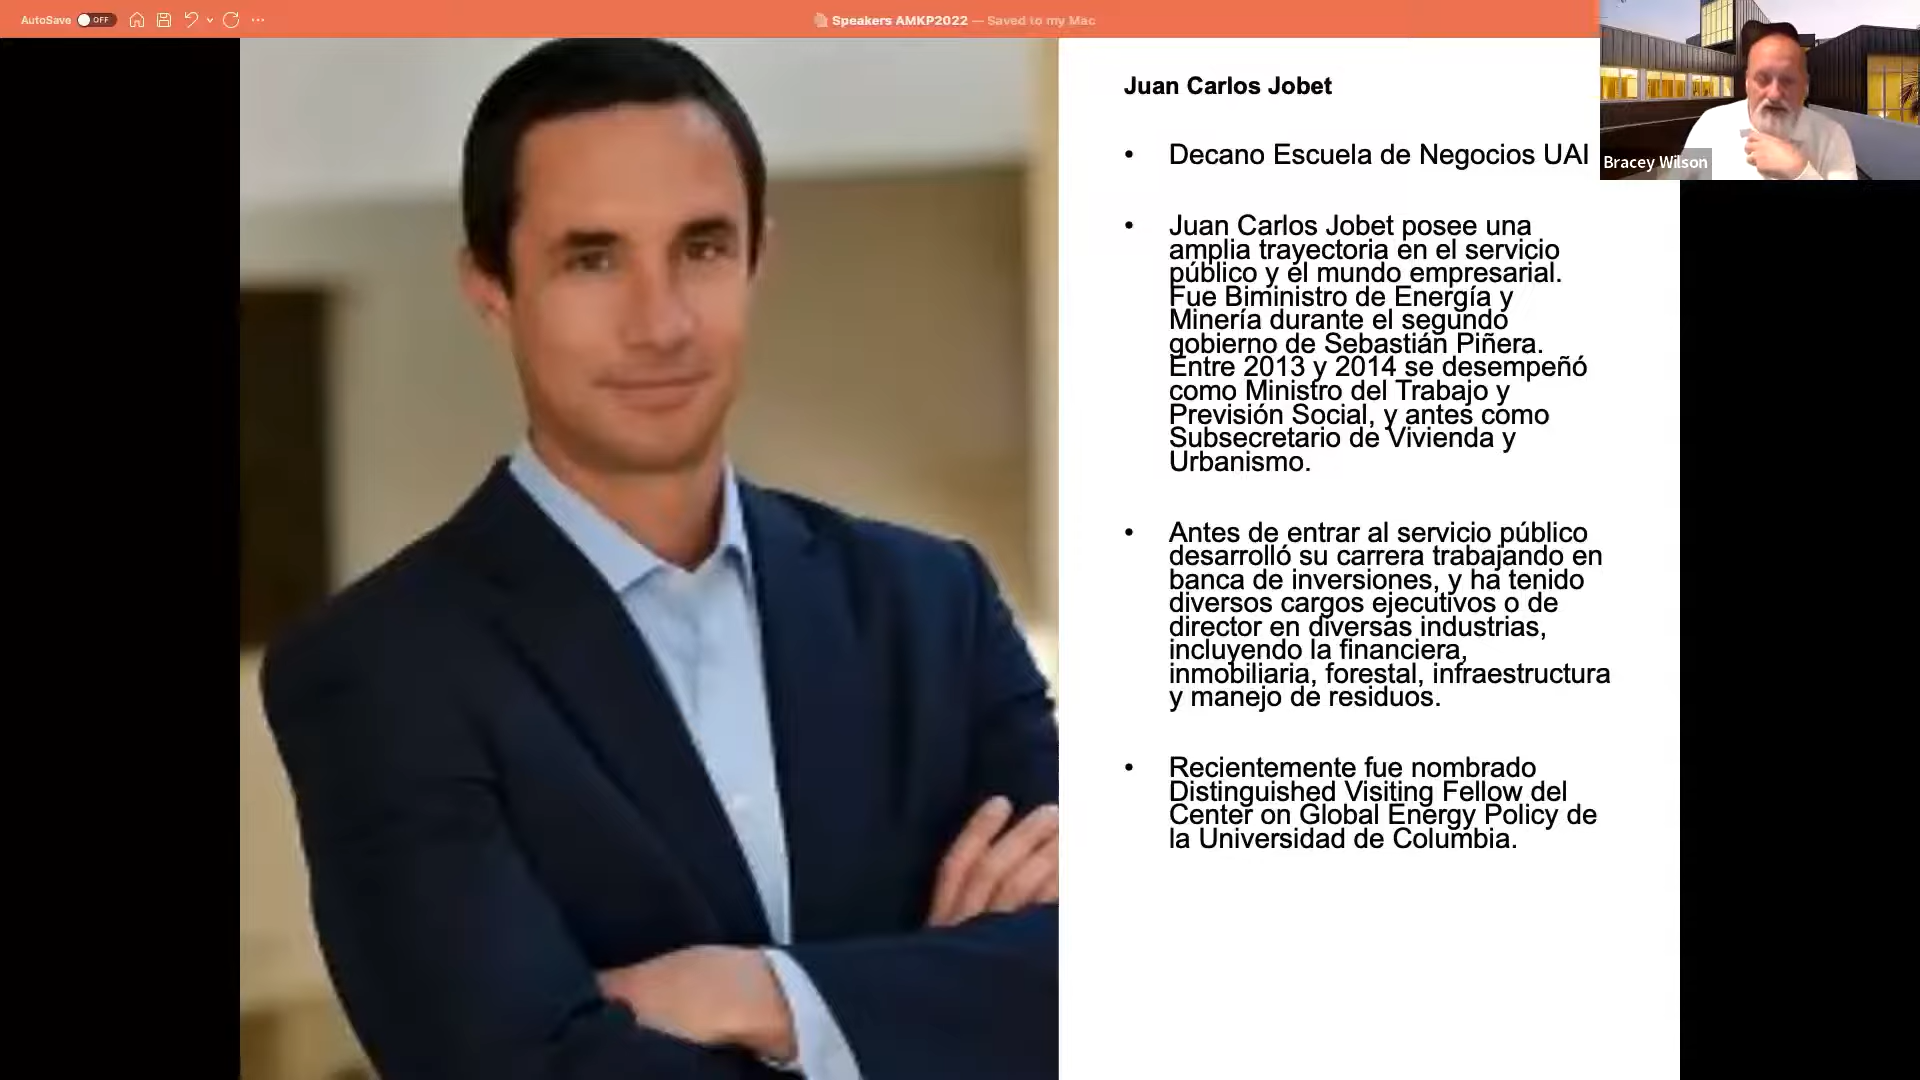 AutoSave OFF
Speakers AMKP2022 — Saved to my Mac
Juan Carlos Jobet
• Decano Escuela de Negocios UAI
Bracey Wilson
• Juan Carlos Jobet posee una
amplia trayectoria en el servicio
público y el mundo empresarial.
Fue Biministro de Energía y
Minería durante el segundo
gobierno de Sebastián Piñera.
Entre 2013 y 2014 se desempeñó
como Ministro del Trabajo y
Previsión Social, y antes como
Subsecretario de Vivienda y
Urbanismo.
• Antes de entrar al servicio público
desarrolló su carrera trabajando en
banca de inversiones, y ha tenido
diversos cargos ejecutivos o de
director en diversas industrias,
incluyendo la financiera,
inmobiliaria, forestal, infraestructura
y manejo de residuos.
• Recientemente fue nombrado
Distinguished Visiting Fellow del
Center on Global Energy Policy de
la Universidad de Columbia.